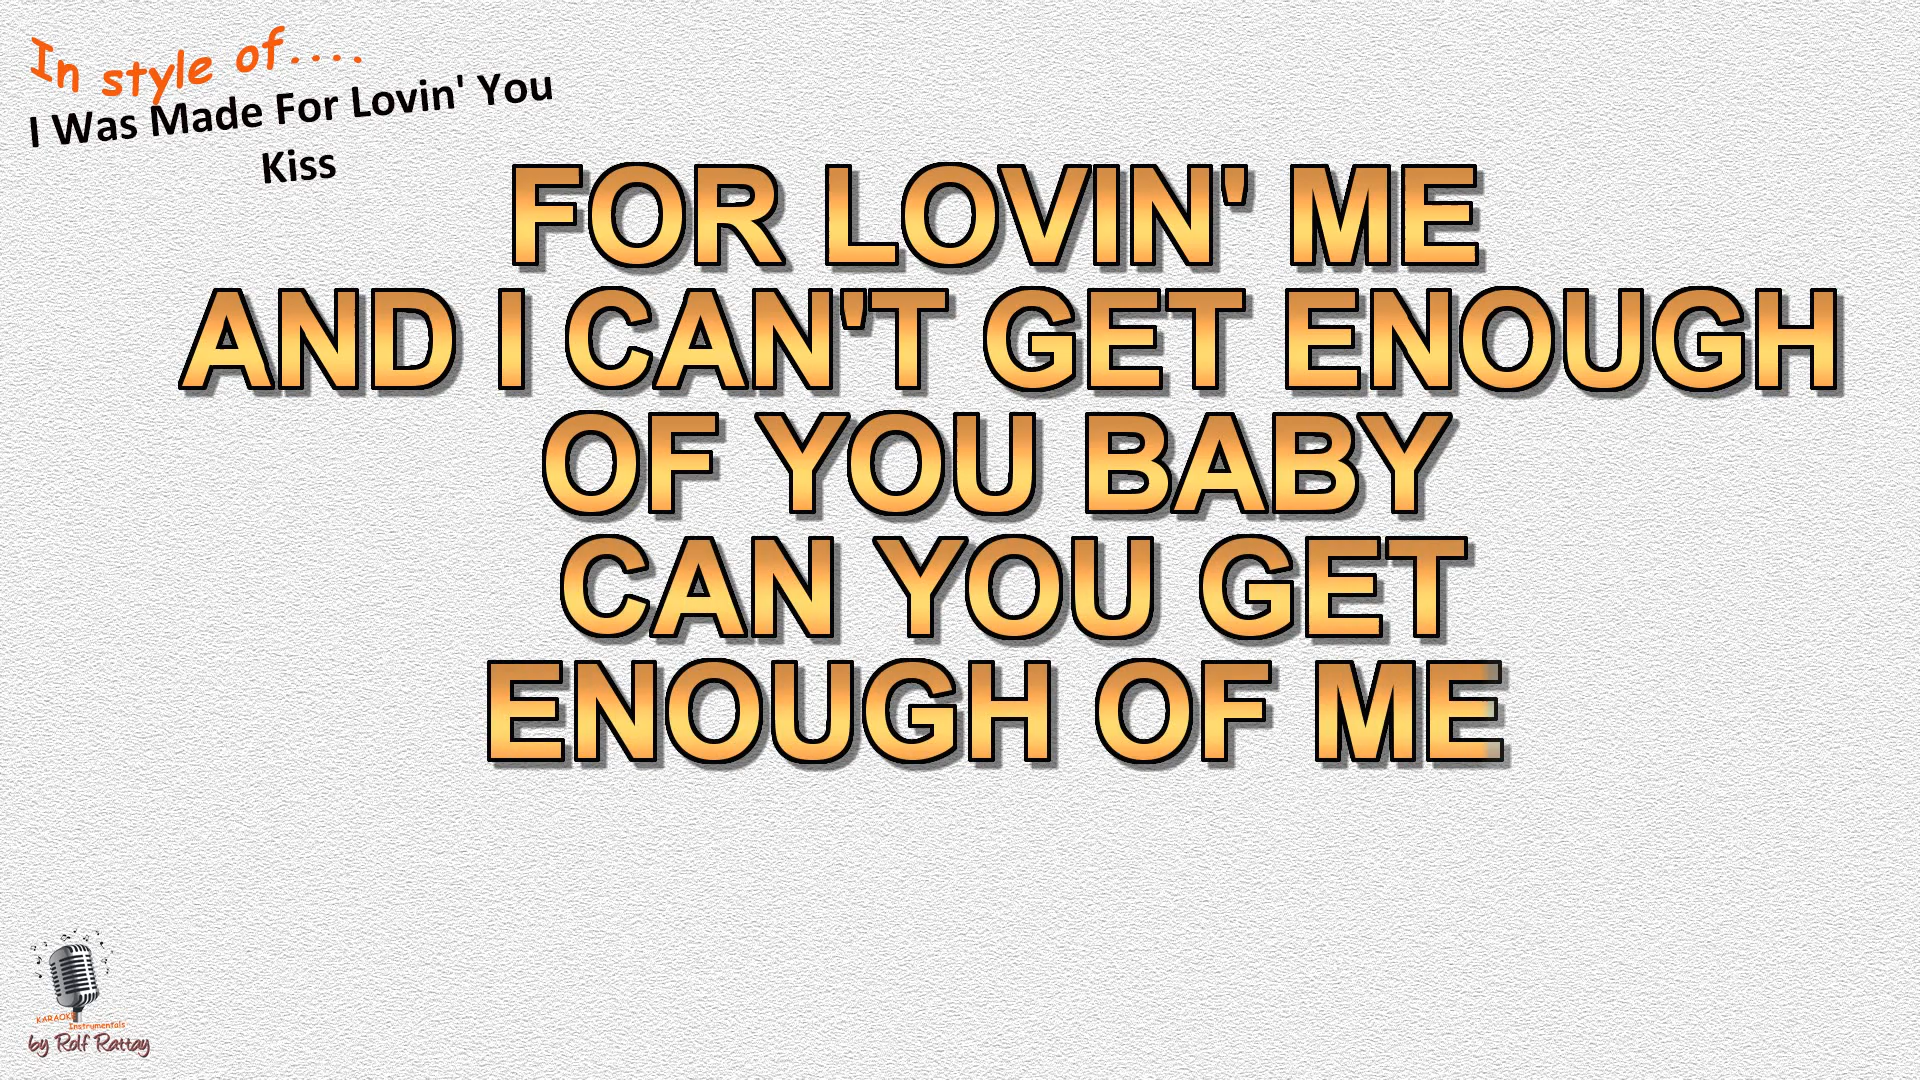 In style of....
I Was Made For Lovin' You
Kiss
FOR LOVIN' ME
AND I CAN'T GET ENOUGH
OF YOU BABY
CAN YOU GET
ENOUGH OF ME
KARAOKE
Instrumentals
by Rolf Rattay